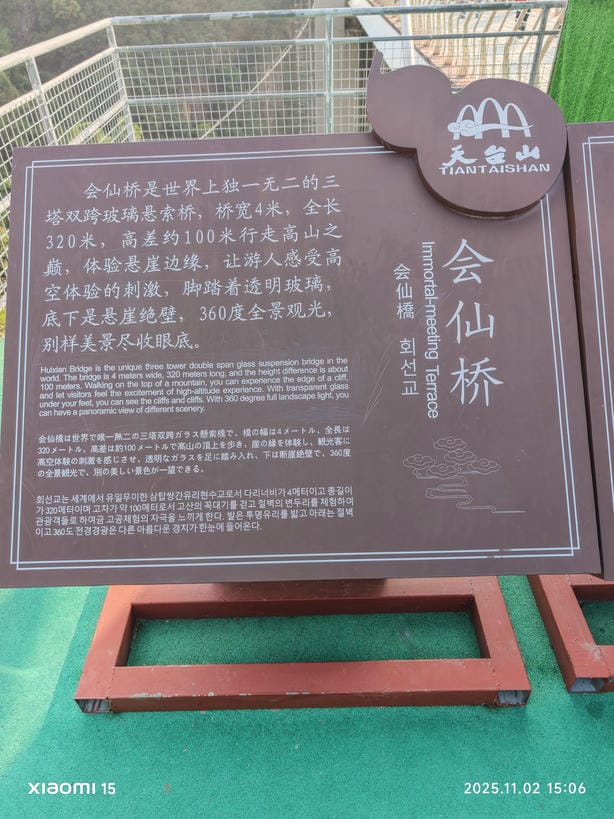 天台山
TIANTAISHAN
会仙桥
Immortal-meeting Terrace
会仙橋 회선교
会仙桥是世界上独一无二的三
塔双跨玻璃悬索桥，桥宽4米，全长
320米，高差约100米行走高山之
巅，体验悬崖边缘，让游人感受高
空体验的刺激，脚踏着透明玻璃，
底下是悬崖绝壁，360度全景观光，
别样美景尽收眼底。
Huixian Bridge is the unique three tower double span glass suspension bridge in the
world. The bridge is 4 meters wide, 320 meters long, and the height difference is about
100 meters. Walking on the top of a mountain, you can experience the edge of a cliff,
and let visitors feel the excitement of high-altitude experience. With transparent glass
under your feet, you can see the cliffs and cliffs. With 360 degree full landscape light, you
can have a panoramic view of different scenery.
会仙橋は世界で唯一無二の三塔双跨ガラス懸索橋で、橋の幅は4メートル、全長は
320メートル、高差は約100メートルで高山の頂上を歩き、崖の縁を体験し、観光客に
高空体験の刺激を感じさせ、透明なガラスを足に踏み入れ、下は断崖絶壁で、360度
の全景観光で、別の美しい景色が一望できる。
회선교는 세계에서 유일무이한 삼탑쌍간유리현수교로서 다리너비가 4메터이고 총길이
가 320메터이며 고차가 약 100메터로서 고산의 꼭대기를 걷고 절벽의 변두리를 체험하여
관광객들로 하여금 고공체험의 자극을 느끼게 한다. 발은 투명유리를 밟고 아래는 절벽
이고 360도 전경경광은 다른 아름다운 경치가 한눈에 들어온다.
XIAOMI 15
2025.11.02 15:06